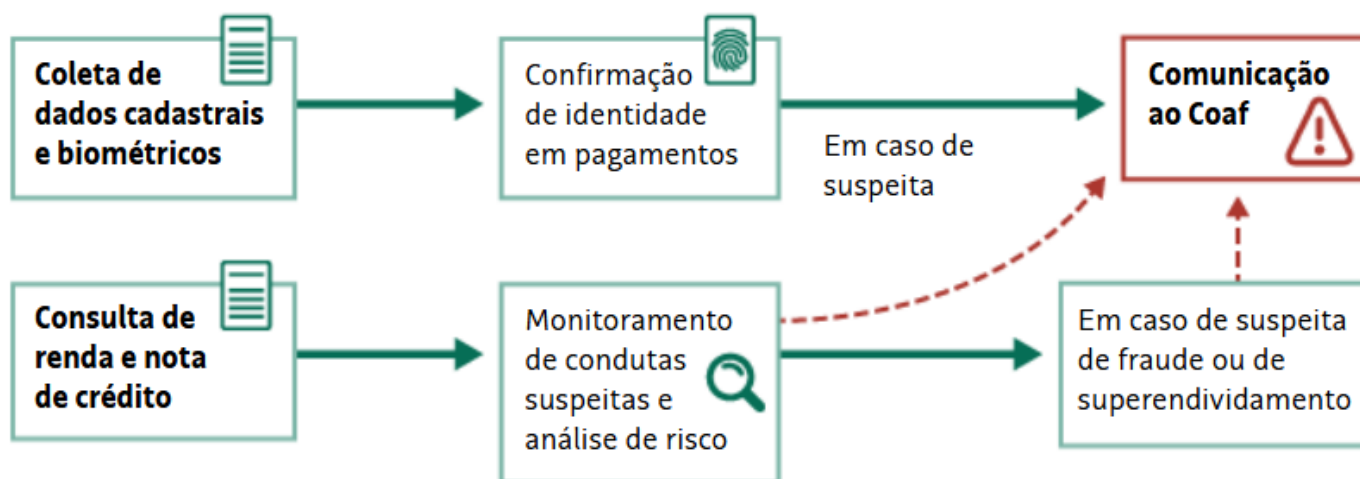 Coleta de
dados cadastrais
e biométricos
Confirmação
de identidade
em pagamentos
Em caso de
suspeita
Comunicação
ao Coaf
Consulta de
renda e nota
de crédito
Monitoramento
de condutas
suspeitas e
análise de risco
Em caso de suspeita
de fraude ou de
superendividamento